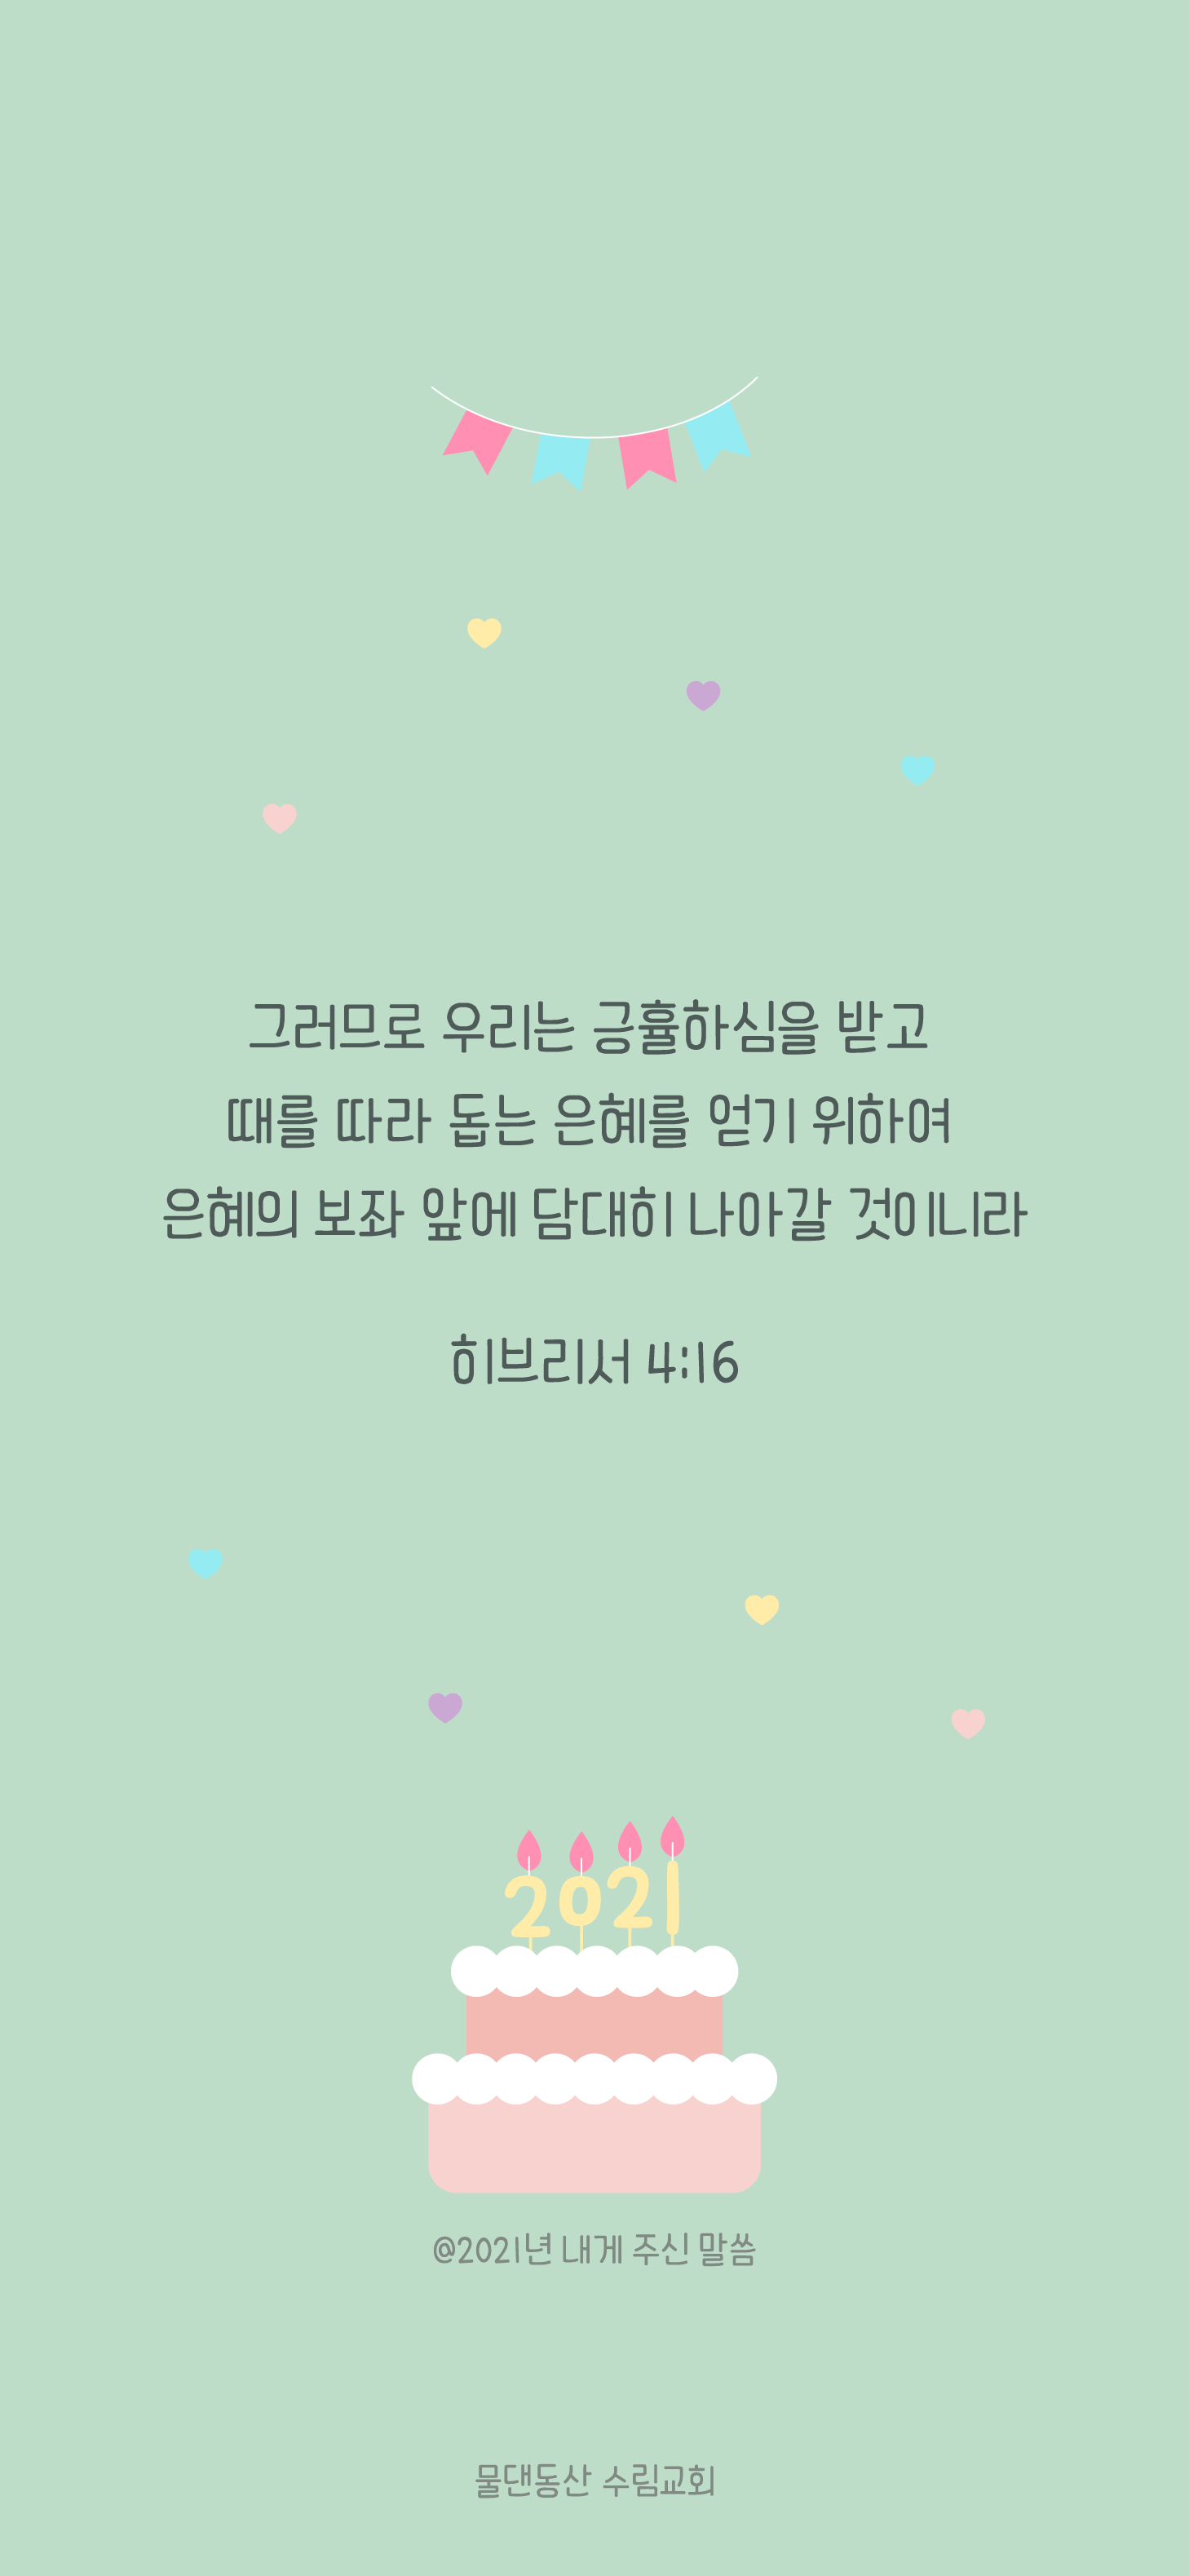 그러므로 우리는 긍휼하심을 받고
때를 따라 돕는 은혜를 얻기 위하여
은혜의 보좌 앞에 담대히 나아갈 것이니라
히브리서 4:16
2021
@2021년 내게 주신 말씀
물댄동산 수림교회